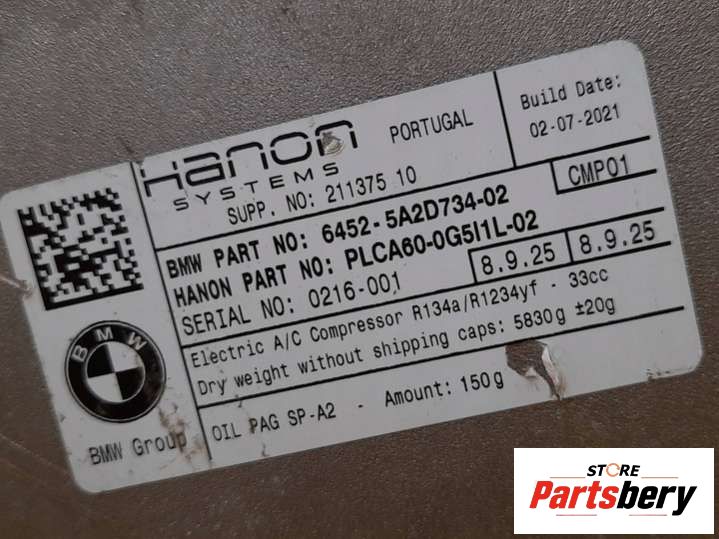 Hanon
SYSTEMS
PORTUGAL
Build Date:
02-07-2021
SUPP. NO: 211375 10
CMP01
BMW PART NO: 6452- 5A2D734-02
HANON PART NO: PLCA60-0G5I1L-02
SERIAL NO: 0216-001
8.9.25
8.9.25
Electric A/C Compressor R134a/R1234yf - 33cc
Dry weight without shipping caps: 5830g ±20g
OIL PAG SP-A2 - Amount: 150g
BMW
BMW Group
STORE
Partsbery